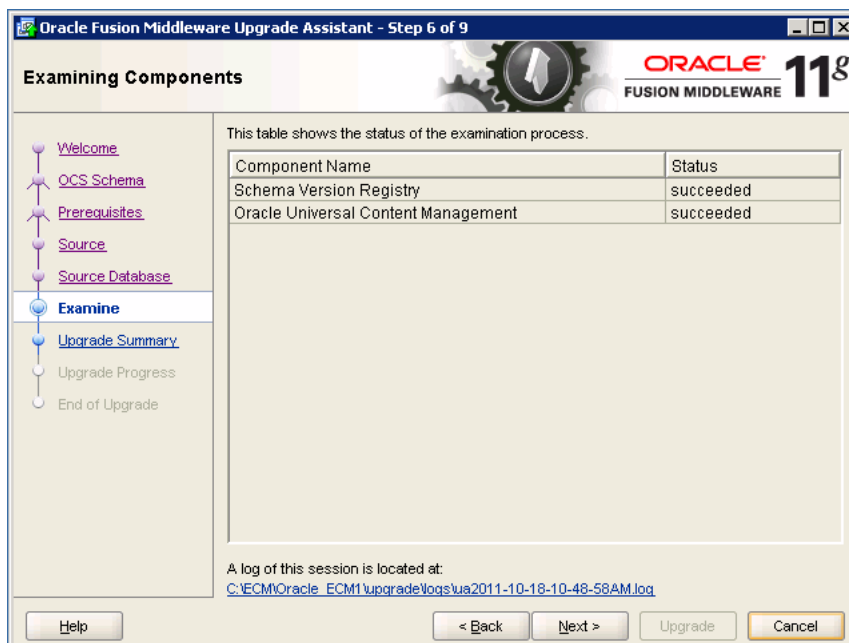 Oracle Fusion Middleware Upgrade Assistant - Step 6 of 9
Examining Components
ORACLE
FUSION MIDDLEWARE
11g
Welcome
OCS Schema
Prerequisites
Source
Source Database
Examine
Upgrade Summary
Upgrade Progress
End of Upgrade
This table shows the status of the examination process.
Component Name Status
Schema Version Registry succeeded
Oracle Universal Content Management succeeded
A log of this session is located at:
C:\ECM\Oracle_ECM1\upgrade\logs\ua2011-10-18-10-48-58AM.log
Help < Back Next > Upgrade Cancel